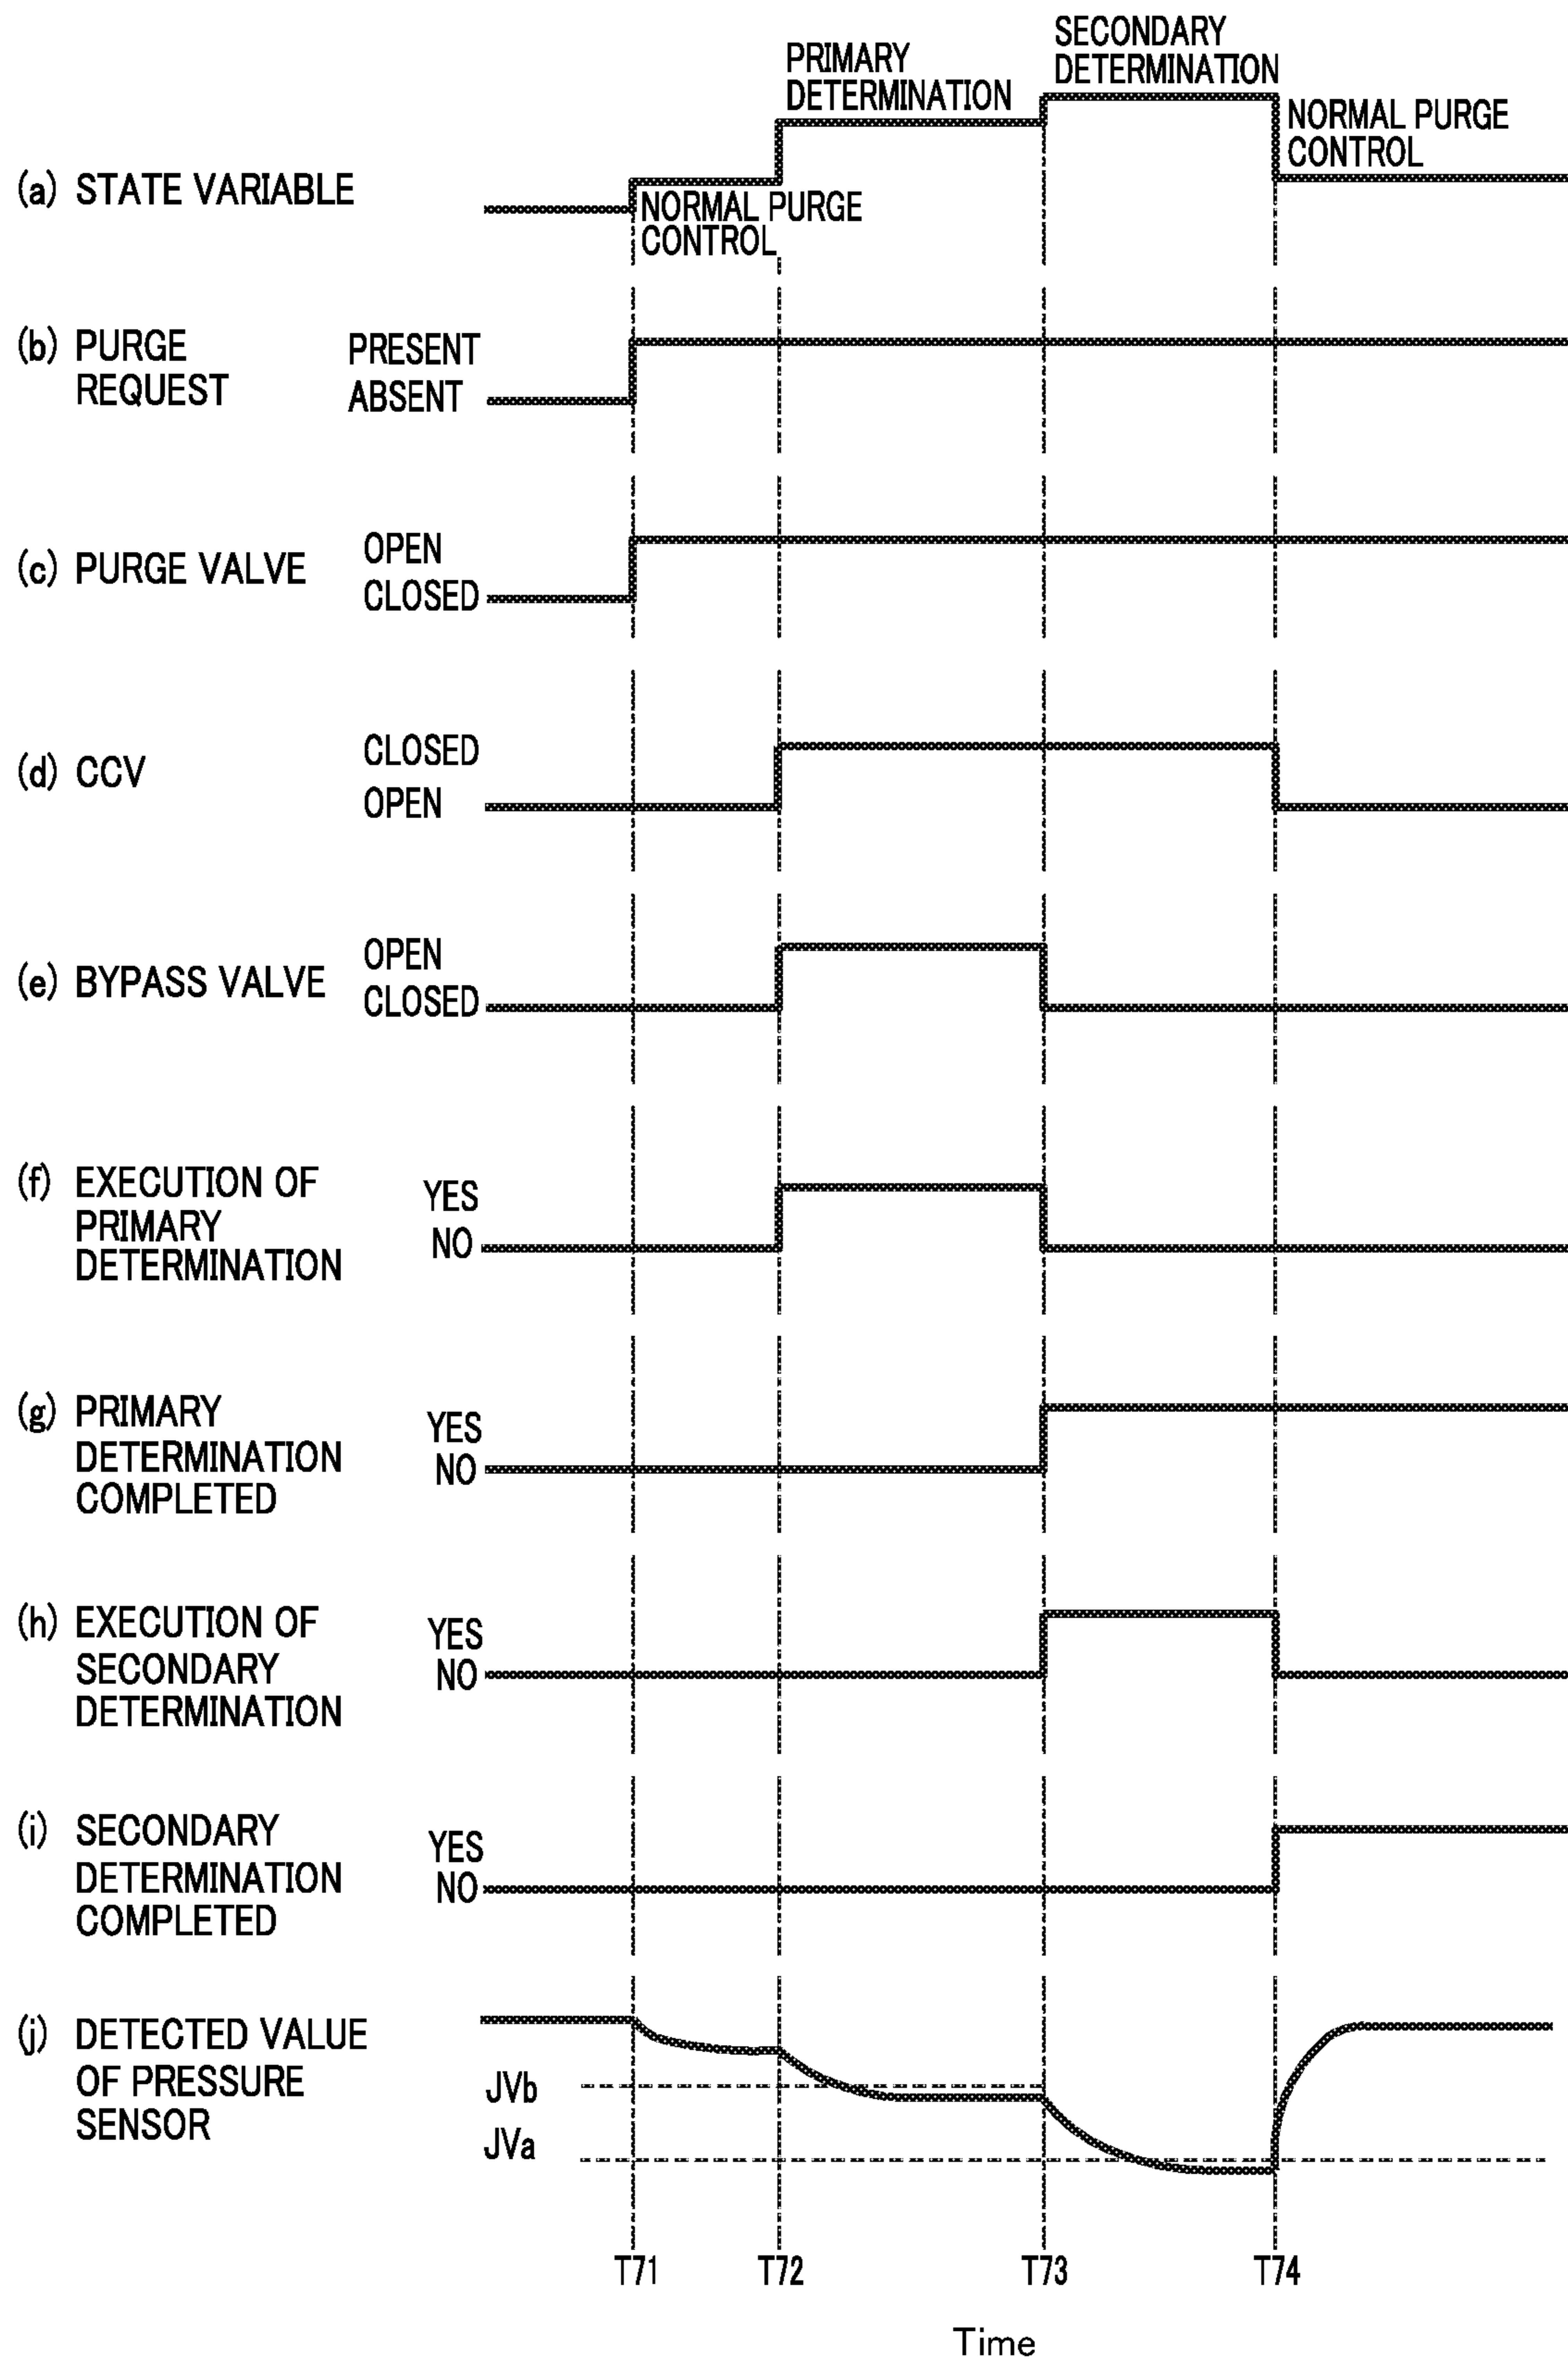 SECONDARY
DETERMINATION
PRIMARY
DETERMINATION
NORMAL PURGE
CONTROL
(a) STATE VARIABLE
NORMAL PURGE
CONTROL
(b) PURGE
REQUEST
PRESENT
ABSENT
(c) PURGE VALVE
OPEN
CLOSED
(d) CCV
CLOSED
OPEN
(e) BYPASS VALVE
OPEN
CLOSED
(f) EXECUTION OF
PRIMARY
DETERMINATION
YES
NO
(g) PRIMARY
DETERMINATION
COMPLETED
YES
NO
(h) EXECUTION OF
SECONDARY
DETERMINATION
YES
NO
(i) SECONDARY
DETERMINATION
COMPLETED
YES
NO
(j) DETECTED VALUE
OF PRESSURE
SENSOR
JVb
JVa
T71 T72 T73 T74
Time